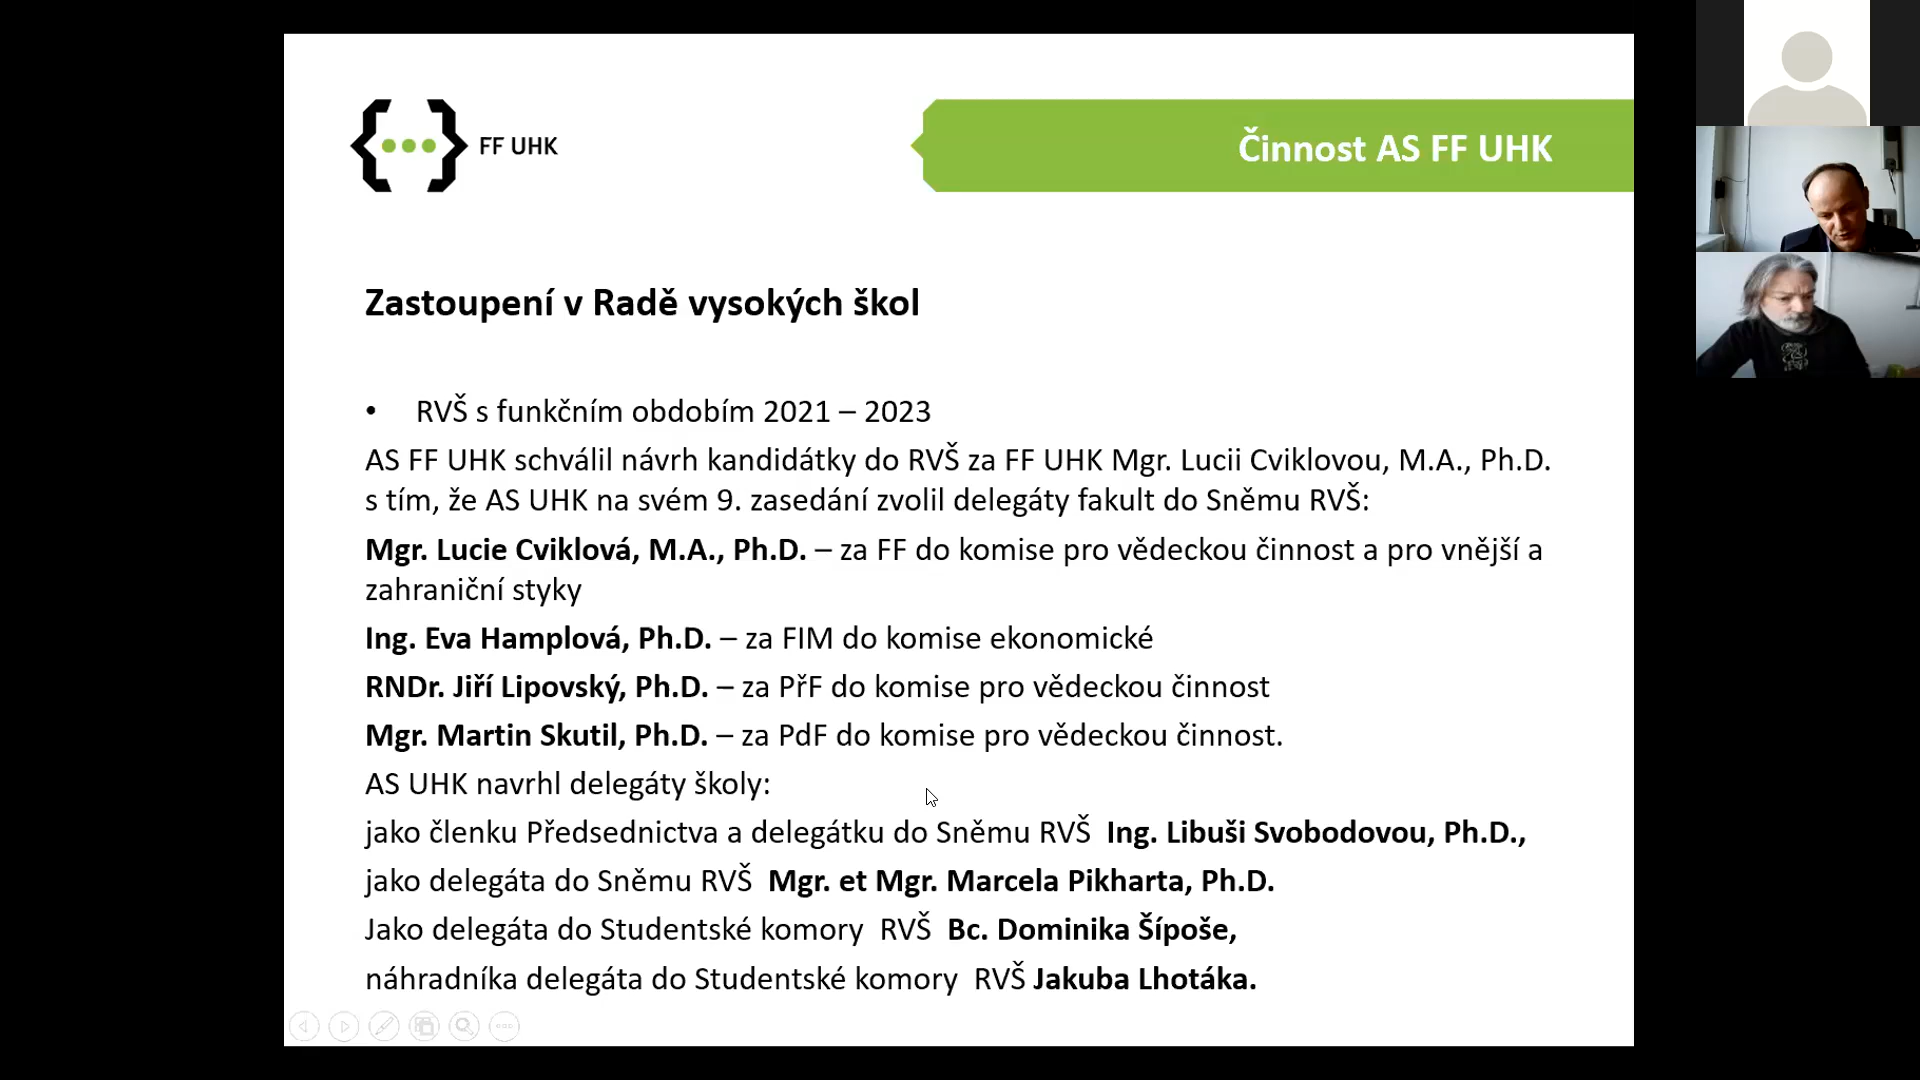 FF UHK
Činnost AS FF UHK
Zastoupení v Radě vysokých škol
• RVŠ s funkčním obdobím 2021 – 2023
AS FF UHK schválil návrh kandidátky do RVŠ za FF UHK Mgr. Lucii Cviklovou, M.A., Ph.D.
s tím, že AS UHK na svém 9. zasedání zvolil delegáty fakult do Sněmu RVŠ:
Mgr. Lucie Cviklová, M.A., Ph.D. – za FF do komise pro vědeckou činnost a pro vnější a
zahraniční styky
Ing. Eva Hamplová, Ph.D. – za FIM do komise ekonomické
RNDr. Jiří Lipovský, Ph.D. – za PřF do komise pro vědeckou činnost
Mgr. Martin Skutil, Ph.D. – za PdF do komise pro vědeckou činnost.
AS UHK navrhl delegáty školy:
jako členku Předsednictva a delegátku do Sněmu RVŠ  Ing. Libuši Svobodovou, Ph.D.,
jako delegáta do Sněmu RVŠ  Mgr. et Mgr. Marcela Pikharta, Ph.D.
Jako delegáta do Studentské komory  RVŠ  Bc. Dominika Šípoše,
náhradníka delegáta do Studentské komory  RVŠ Jakuba Lhotáka.